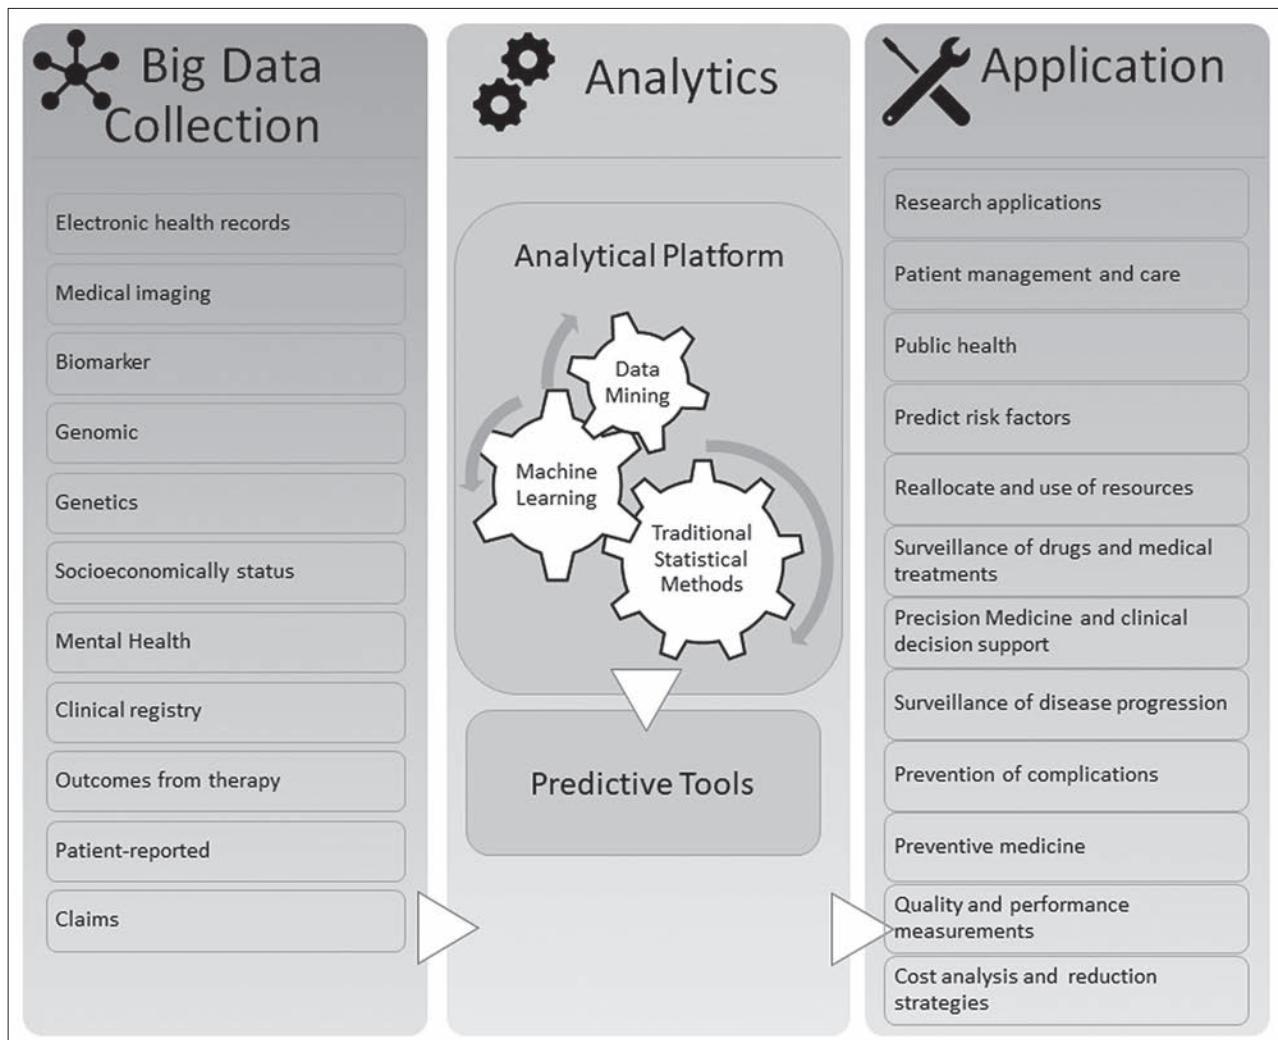 Big Data
Collection
Electronic health records
Medical imaging
Biomarker
Genomic
Genetics
Socioeconomically status
Mental Health
Clinical registry
Outcomes from therapy
Patient-reported
Claims
Analytics
Analytical Platform
Data
Mining
Machine
Learning
Traditional
Statistical
Methods
Predictive Tools
Application
Research applications
Patient management and care
Public health
Predict risk factors
Reallocate and use of resources
Surveillance of drugs and medical
treatments
Precision Medicine and clinical
decision support
Surveillance of disease progression
Prevention of complications
Preventive medicine
Quality and performance
measurements
Cost analysis and reduction
strategies